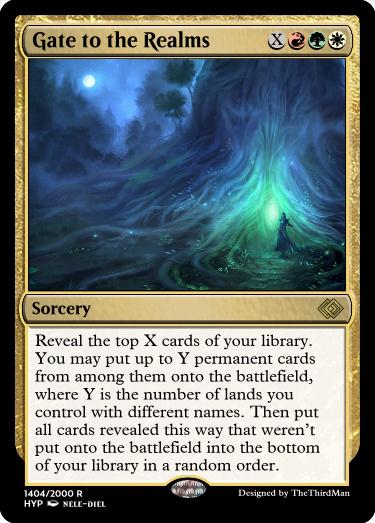 Gate to the Realms X
Sorcery
Reveal the top X cards of your library.
You may put up to Y permanent cards
from among them onto the battlefield,
where Y is the number of lands you
control with different names. Then put
all cards revealed this way that weren't
put onto the battlefield into the bottom
of your library in a random order.
1404/2000 R
HYP NELE-DIEL
Designed by TheThirdMan